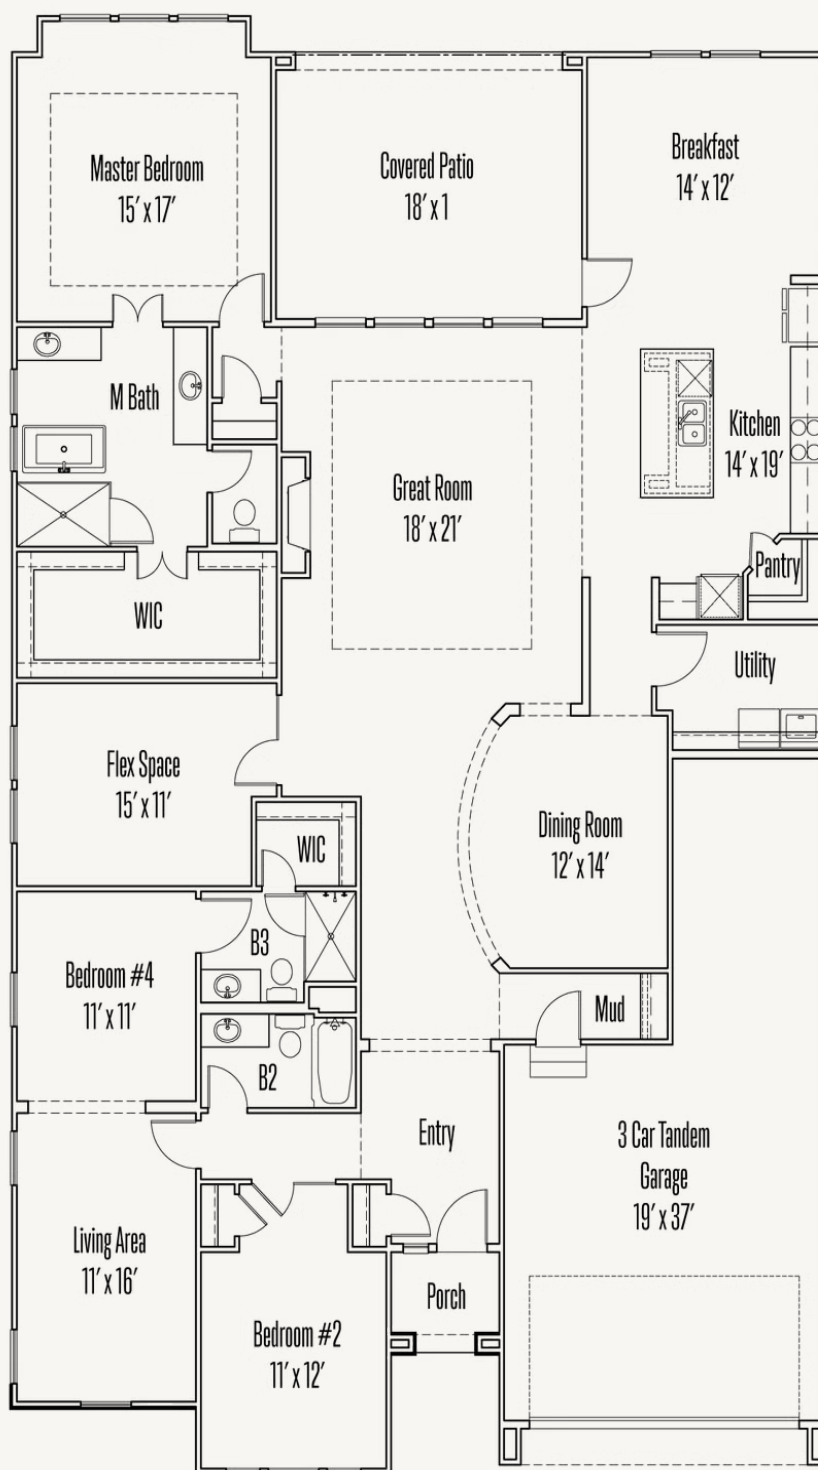 Master Bedroom
15' x 17'
Covered Patio
18' x 1
Breakfast
14' x 12'
M Bath
Great Room
18' x 21'
Kitchen
14' x 19'
Pantry
WIC
Utility
Flex Space
15' x 11'
WIC
Dining Room
12' x 14'
B3
Bedroom #4
11' x 11'
Mud
B2
Entry
3 Car Tandem
Garage
19' x 37'
Living Area
11' x 16'
Porch
Bedroom #2
11' x 12'